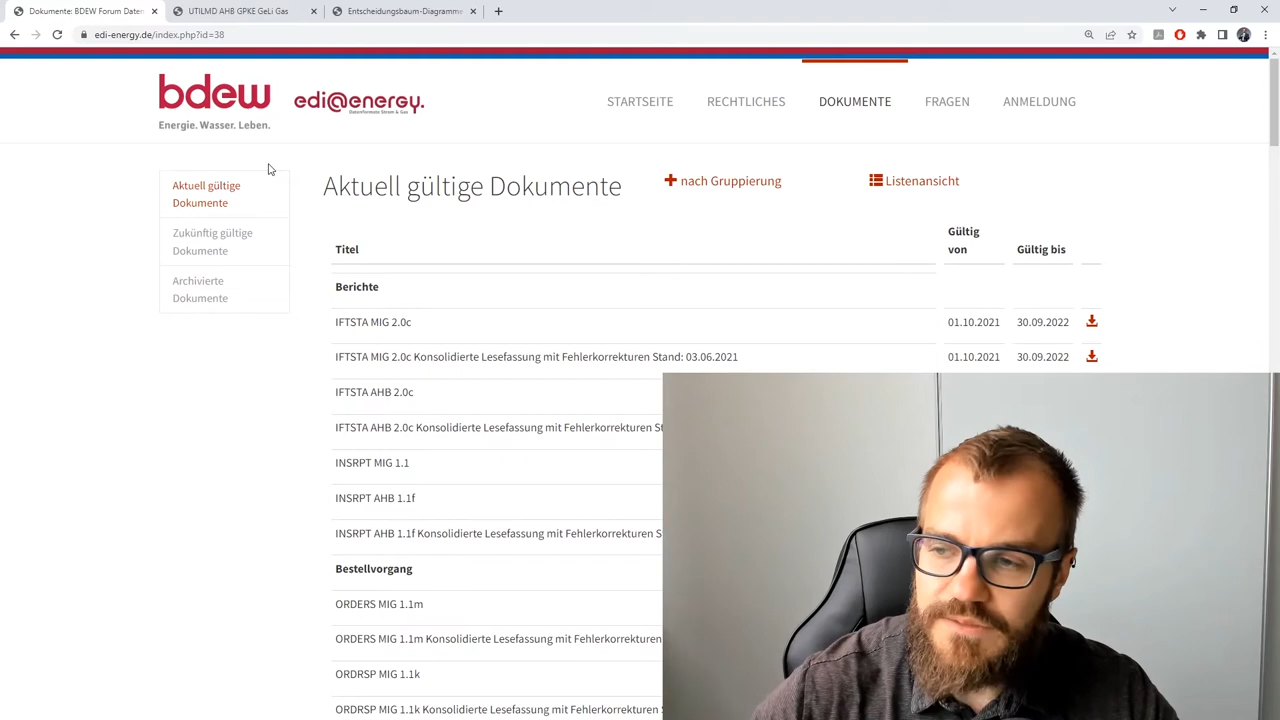 Dokumente: BDEW Forum Daten
UTILMD AHB GPKE GeLi Gas
Entscheidungsbaum-Diagramme
edi-energy.de/index.php?id=38
bdew
Energie. Wasser. Leben.
edi@energy.
Datenformate Strom & Gas
STARTSEITE
RECHTLICHES
DOKUMENTE
FRAGEN
ANMELDUNG
Aktuell gültige
Dokumente
Zukünftig gültige
Dokumente
Archivierte
Dokumente
Aktuell gültige Dokumente
nach Gruppierung
Listenansicht
Titel
Gültig
von
Gültig bis
Berichte
IFTSTA MIG 2.0c 01.10.2021 30.09.2022
IFTSTA MIG 2.0c Konsolidierte Lesefassung mit Fehlerkorrekturen Stand: 03.06.2021 01.10.2021 30.09.2022
IFTSTA AHB 2.0c
IFTSTA AHB 2.0c Konsolidierte Lesefassung mit Fehlerkorrekturen
INSRPT MIG 1.1
INSRPT AHB 1.1f
INSRPT AHB 1.1f Konsolidierte Lesefassung mit Fehlerkorrekturen
Bestellvorgang
ORDERS MIG 1.1m
ORDERS MIG 1.1m Konsolidierte Lesefassung mit Fehlerkorrekturen
ORDRSP MIG 1.1k
ORDRSP MIG 1.1k Konsolidierte Lesefassung mit Fehlerkorrekturen